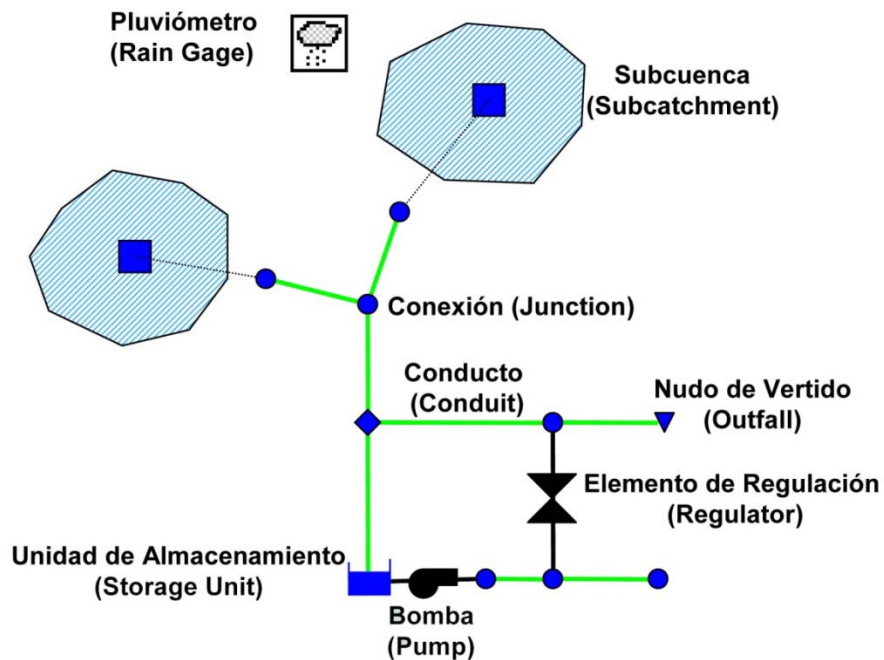 Pluviómetro
(Rain Gage)
Subcuenca
(Subcatchment)
Conexión (Junction)
Conducto
(Conduit)
Nudo de Vertido
(Outfall)
Elemento de Regulación
(Regulator)
Unidad de Almacenamiento
(Storage Unit)
Bomba
(Pump)